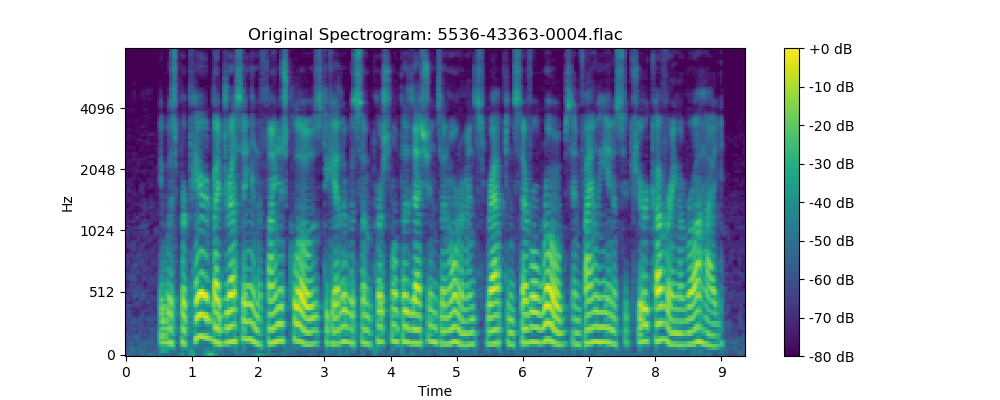 Original Spectrogram: 5536-43363-0004.flac
Hz
4096
2048
1024
512
0
0 1 2 3 4 5 6 7 8 9
Time
+0 dB
-10 dB
-20 dB
-30 dB
-40 dB
-50 dB
-60 dB
-70 dB
-80 dB